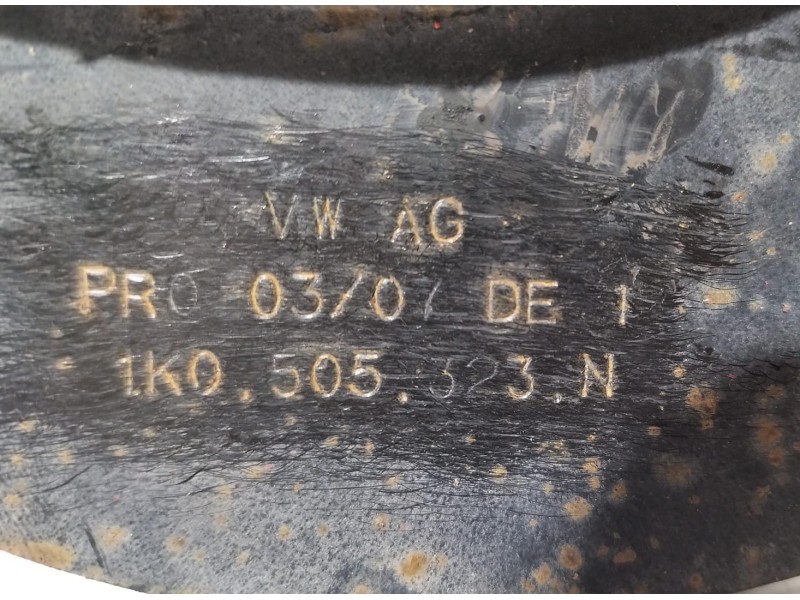 VW AG
PRO 03/07 DE 1
1K0.505.323.N